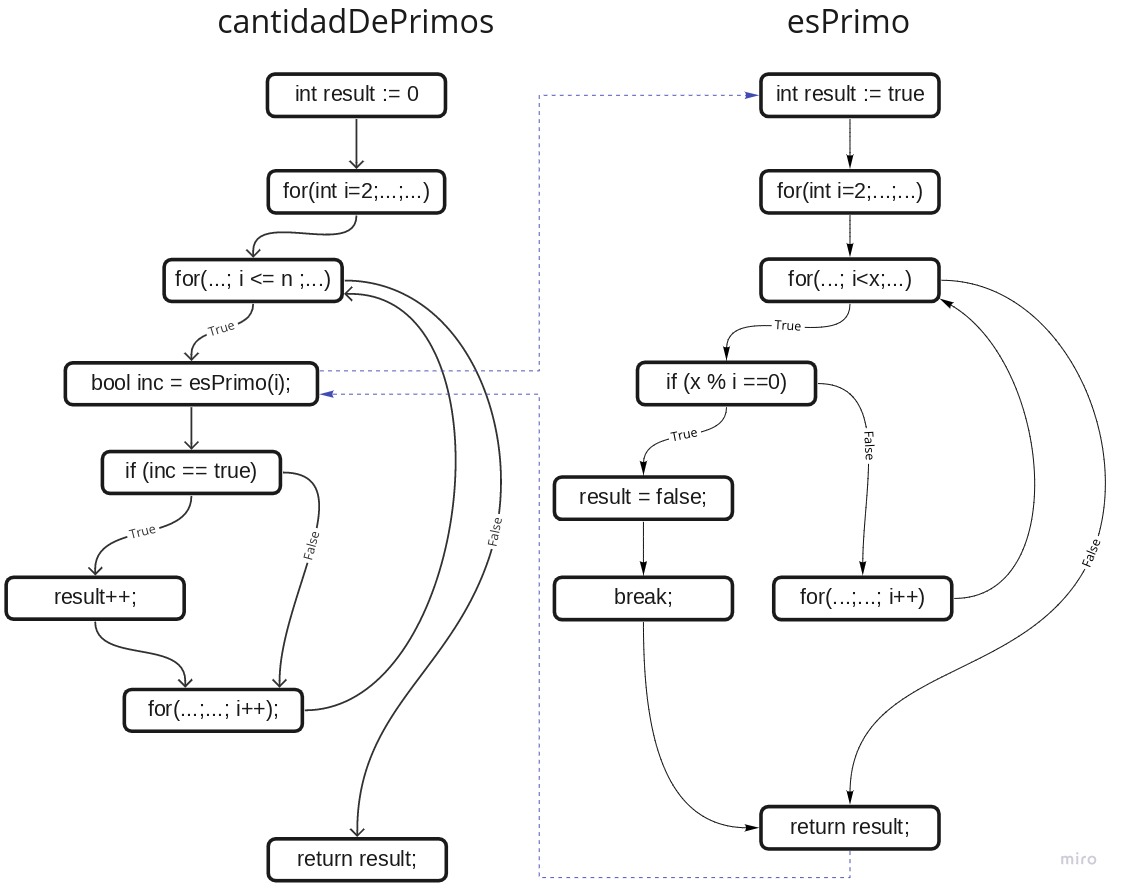 cantidadDePrimos
int result := 0
for(int i=2;...;...)
for(...; i <= n ;...)
True
bool inc = esPrimo(i);
if (inc == true)
True
False
result++;
for(...;...; i++);
False
return result;
esPrimo
int result := true
for(int i=2;...;...)
for(...; i<x;...)
True
if (x % i ==0)
True
False
result = false;
break;
for(...;...; i++)
False
return result;
miro